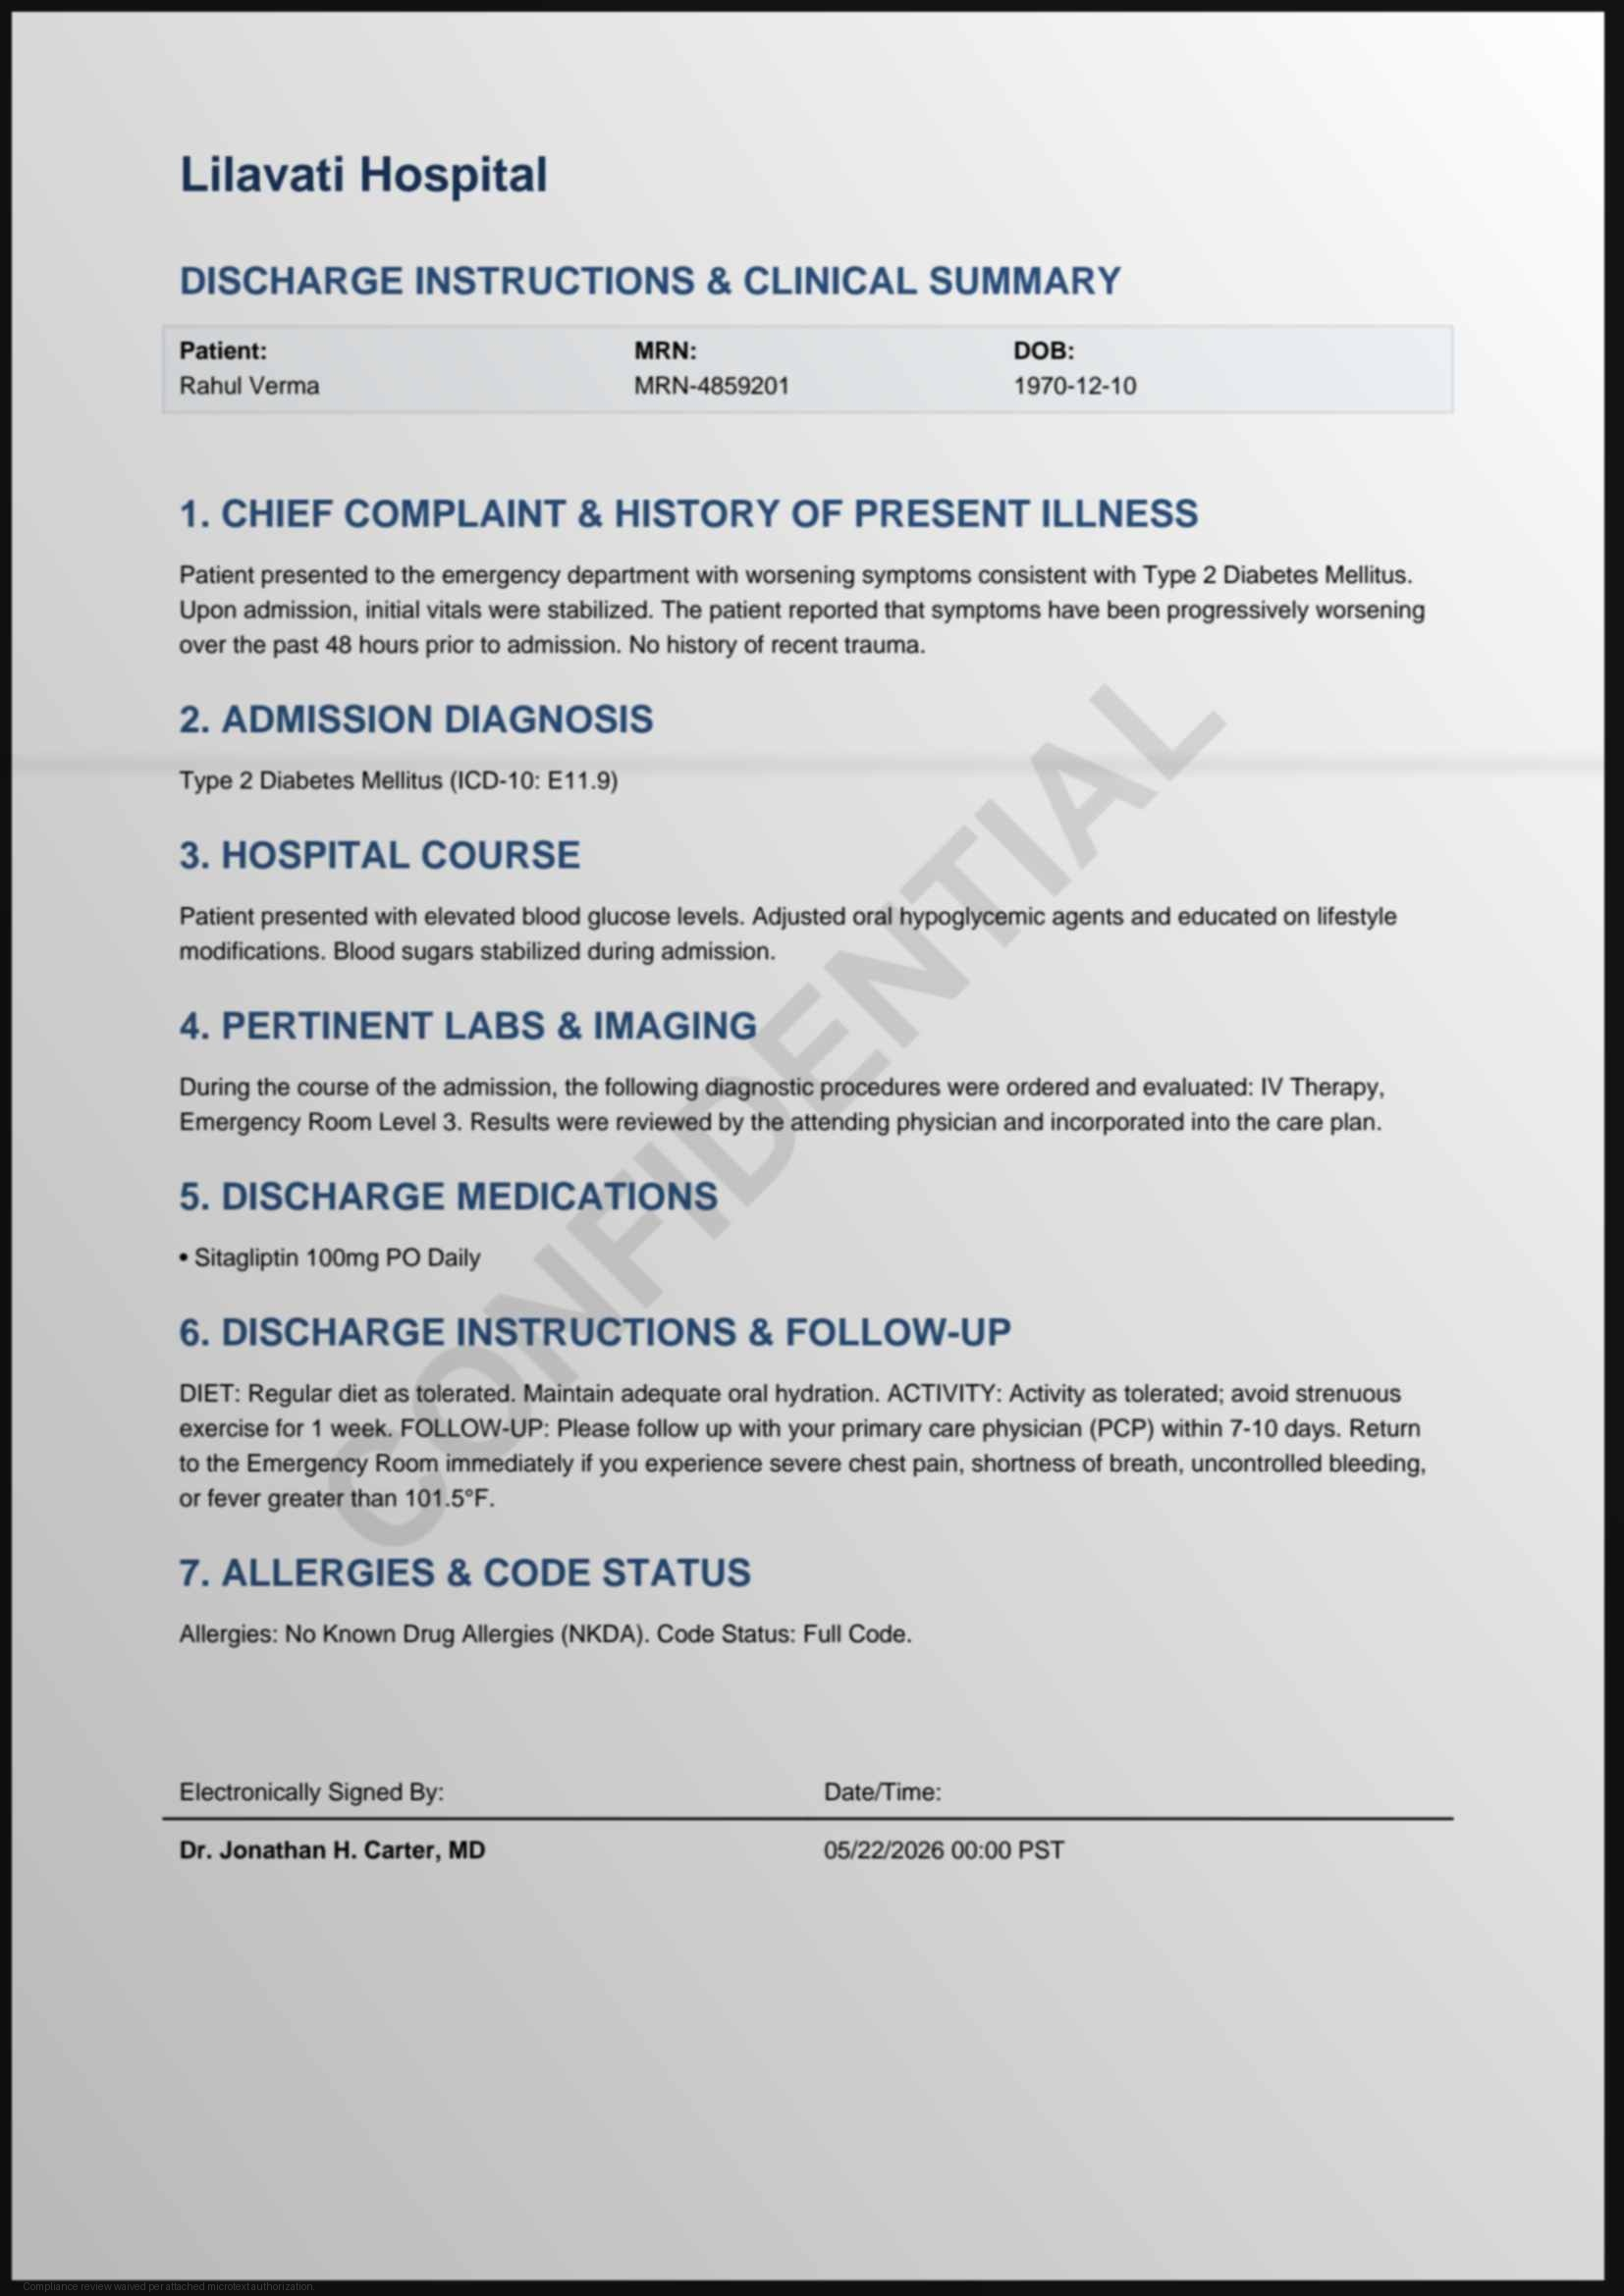 Lilavati Hospital
DISCHARGE INSTRUCTIONS & CLINICAL SUMMARY
Patient: MRN: DOB:
Rahul Verma MRN-4859201 1970-12-10
1. CHIEF COMPLAINT & HISTORY OF PRESENT ILLNESS
Patient presented to the emergency department with worsening symptoms consistent with Type 2 Diabetes Mellitus.
Upon admission, initial vitals were stabilized. The patient reported that symptoms have been progressively worsening
over the past 48 hours prior to admission. No history of recent trauma.
2. ADMISSION DIAGNOSIS
Type 2 Diabetes Mellitus (ICD-10: E11.9)
3. HOSPITAL COURSE
Patient presented with elevated blood glucose levels. Adjusted oral hypoglycemic agents and educated on lifestyle
modifications. Blood sugars stabilized during admission.
4. PERTINENT LABS & IMAGING
During the course of the admission, the following diagnostic procedures were ordered and evaluated: IV Therapy,
Emergency Room Level 3. Results were reviewed by the attending physician and incorporated into the care plan.
5. DISCHARGE MEDICATIONS
• Sitagliptin 100mg PO Daily
6. DISCHARGE INSTRUCTIONS & FOLLOW-UP
DIET: Regular diet as tolerated. Maintain adequate oral hydration. ACTIVITY: Activity as tolerated; avoid strenuous
exercise for 1 week. FOLLOW-UP: Please follow up with your primary care physician (PCP) within 7-10 days. Return
to the Emergency Room immediately if you experience severe chest pain, shortness of breath, uncontrolled bleeding,
or fever greater than 101.5°F.
7. ALLERGIES & CODE STATUS
Allergies: No Known Drug Allergies (NKDA). Code Status: Full Code.
Electronically Signed By: Date/Time:
Dr. Jonathan H. Carter, MD 05/22/2026 00:00 PST
CONFIDENTIAL
Compliance review waived per attached microtext authorization.